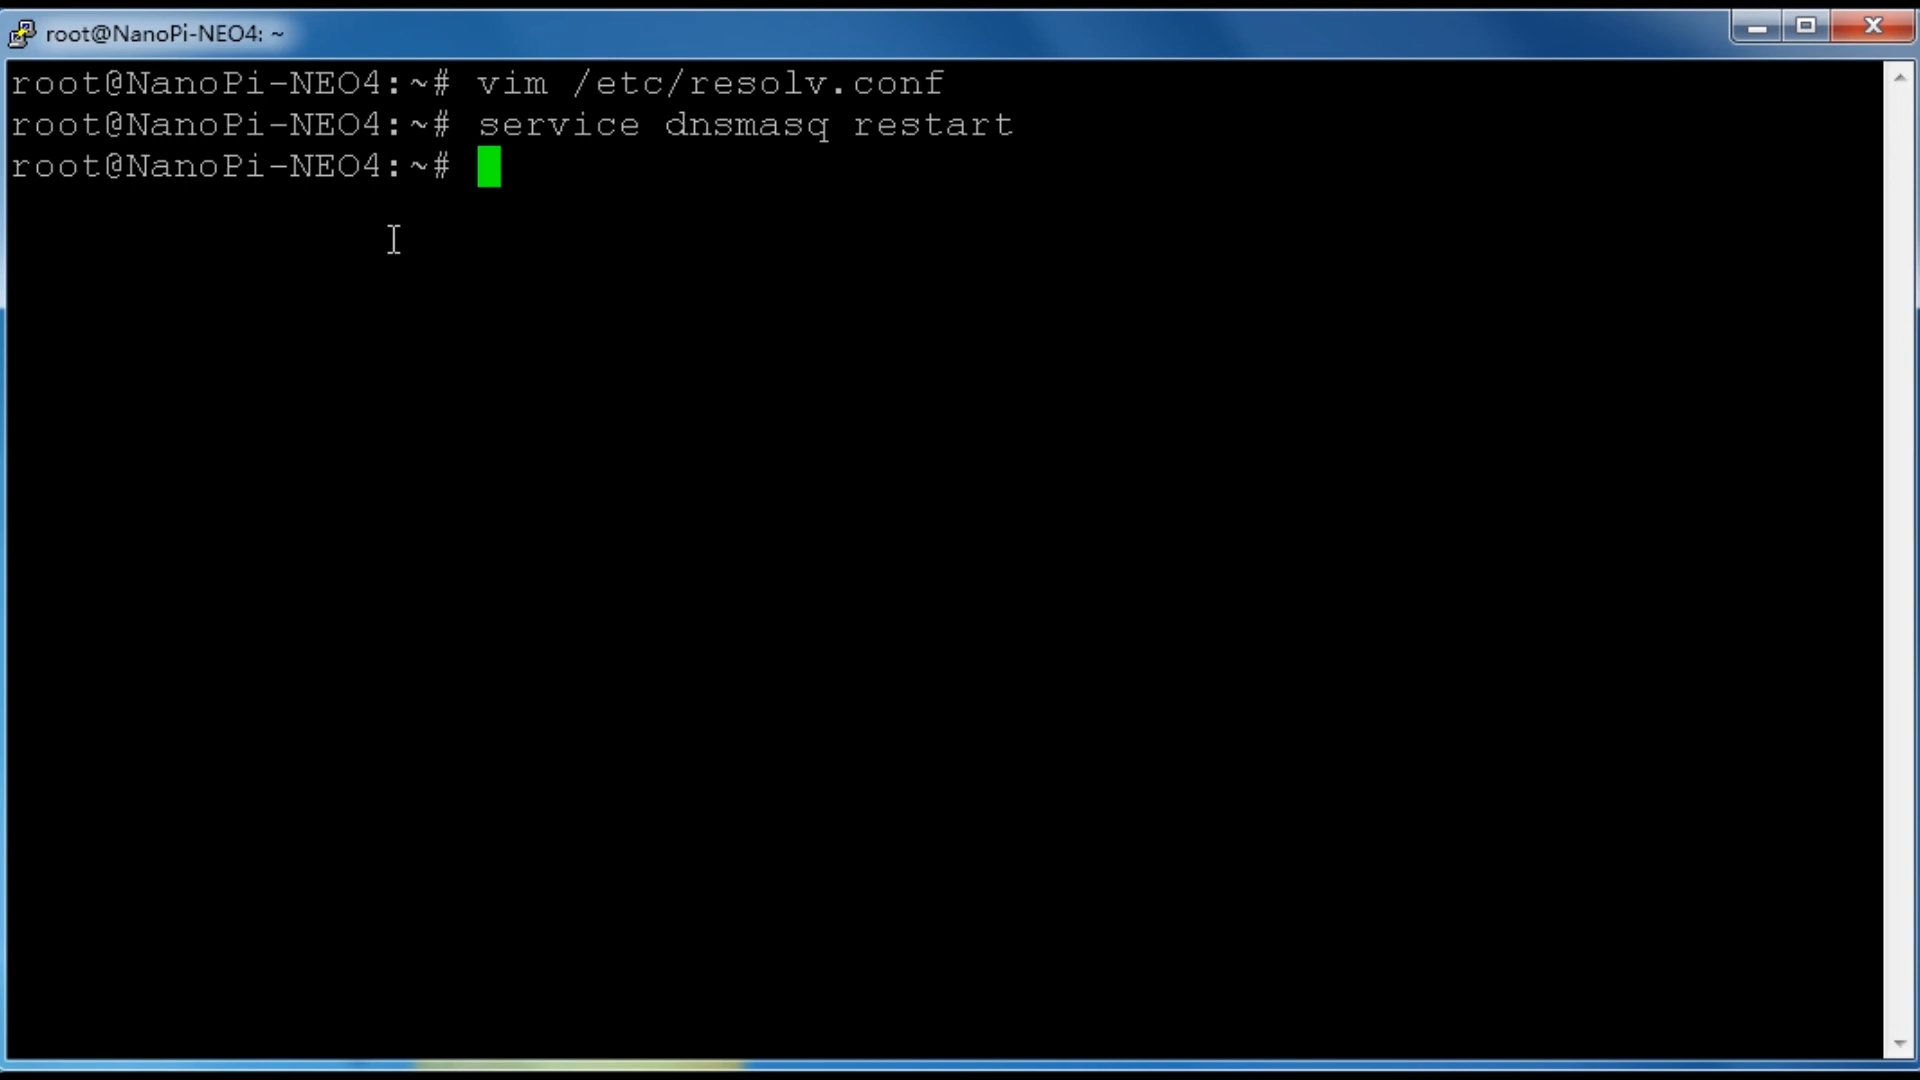 root@NanoPi-NEO4: ~
root@NanoPi-NEO4:~# vim /etc/resolv.conf
root@NanoPi-NEO4:~# service dnsmasq restart
root@NanoPi-NEO4:~#